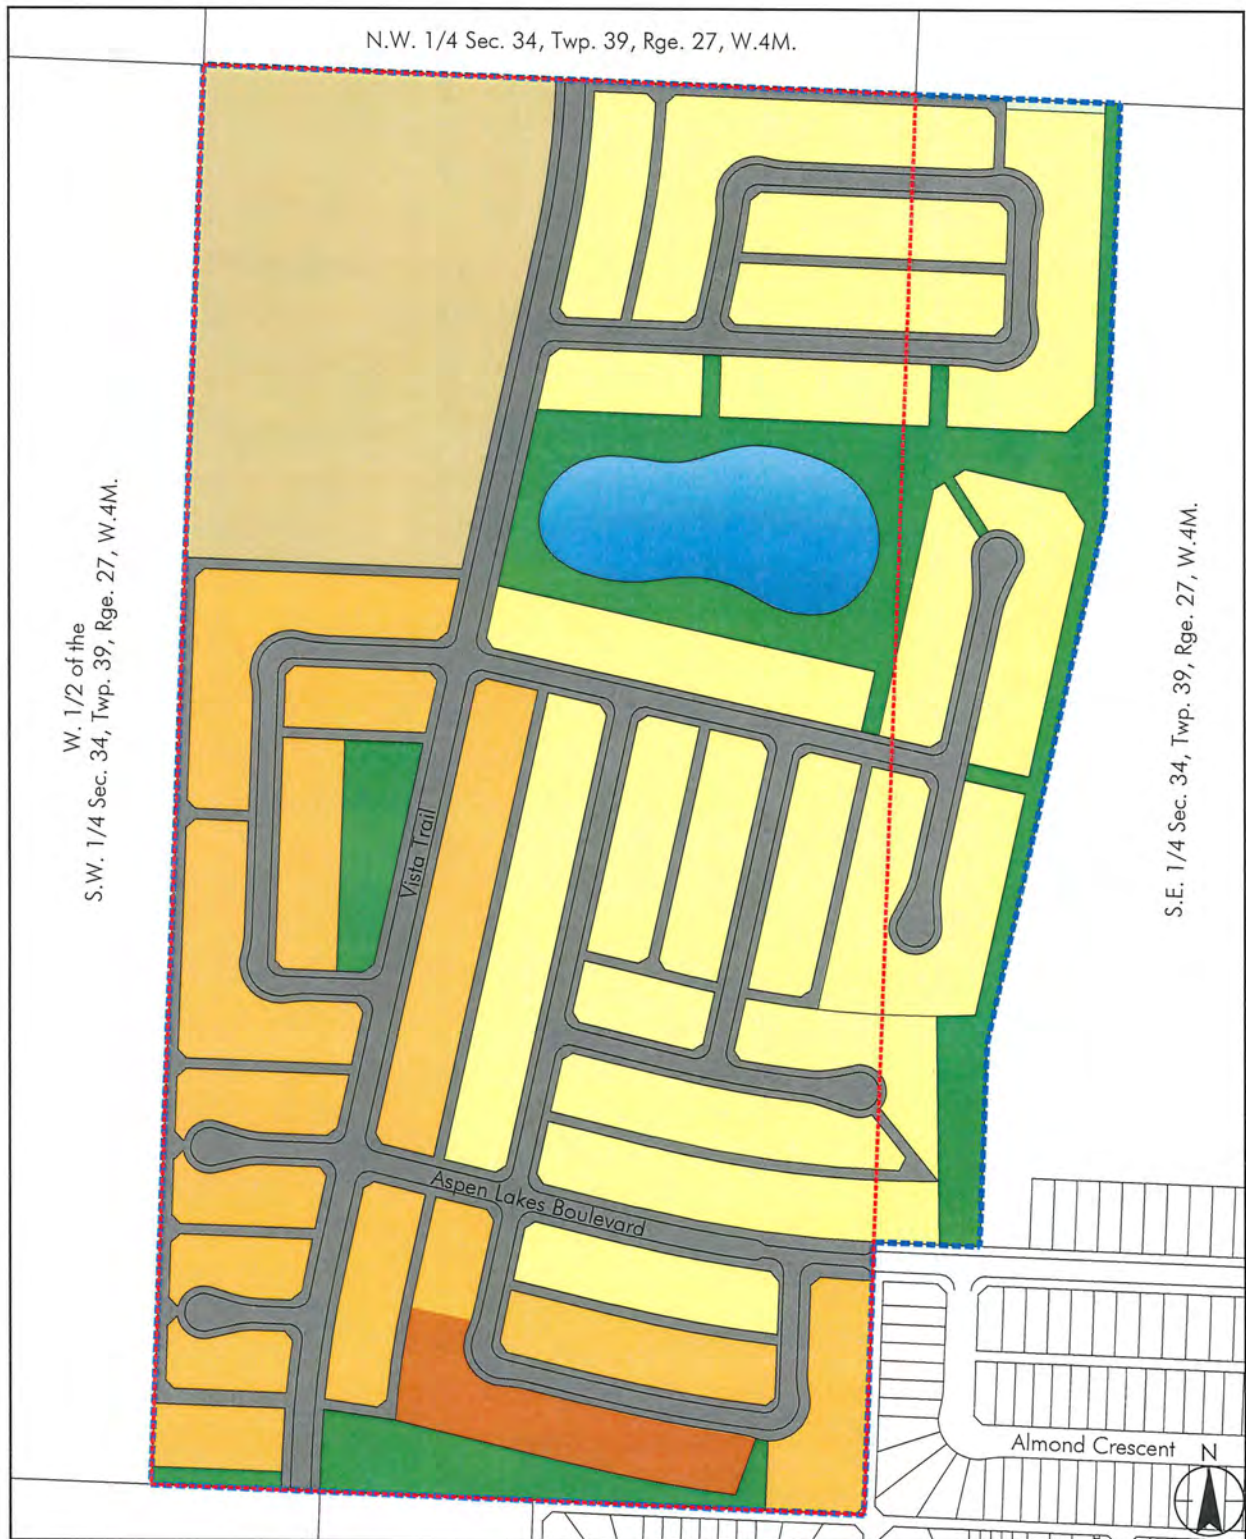 N.W. 1/4 Sec. 34, Twp. 39, Rge. 27, W.4M.
W. 1/2 of the
S.W. 1/4 Sec. 34, Twp. 39, Rge. 27, W.4M.
S.E. 1/4 Sec. 34, Twp. 39, Rge. 27, W.4M.
Vista Trail
Aspen Lakes Boulevard
Almond Crescent
N